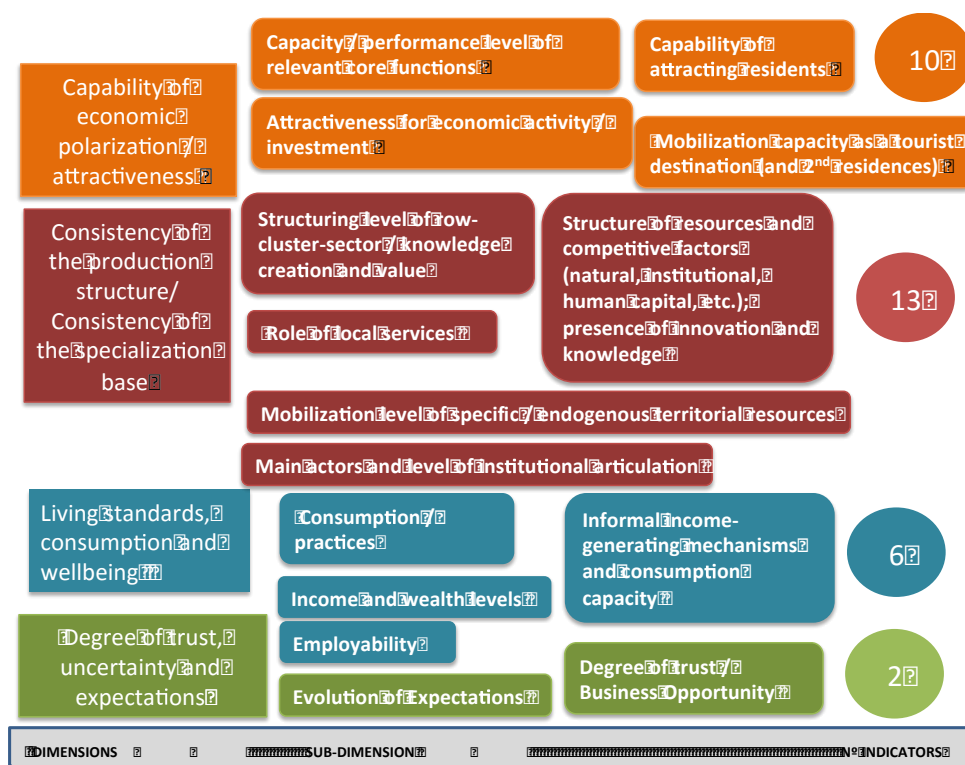 Capability of
economic
polarization /
attractiveness
Capacity / performance level of
relevant core functions
Capability of
attracting residents
10
Attractiveness for economic activity /
investment
Mobilization capacity as a tourist
destination (and 2nd residences)
Consistency of
the production
structure/
Consistency of
the specialization
base
Structuring level of row-
cluster-sector / knowledge
creation and value
Structure of resources and
competitive factors
(natural, institutional,
human capital, etc.);
presence of innovation and
knowledge
13
Role of local services
Mobilization level of specific / endogenous territorial resources
Main actors and level of institutional articulation
Living standards,
consumption and
wellbeing
Consumption /
practices
Informal income-
generating mechanisms
and consumption
capacity
6
Income and wealth levels
Employability
Degree of trust,
uncertainty and
expectations
Evolution of Expectations
Degree of trust /
Business Opportunity
2
DIMENSIONS SUB-DIMENSION Nº INDICATORS